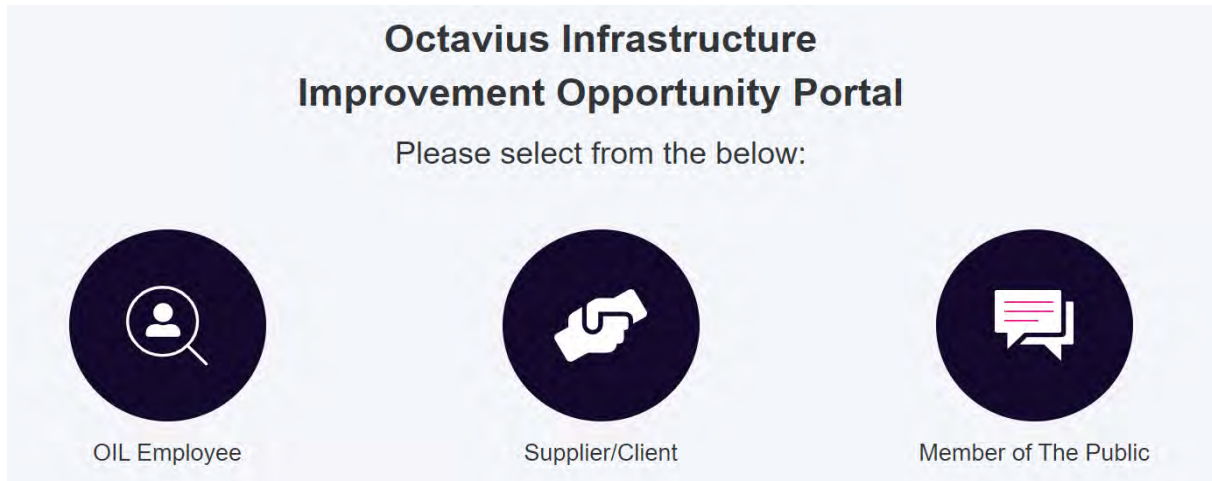 Octavius Infrastructure
Improvement Opportunity Portal
Please select from the below:
OIL Employee
Supplier/Client
Member of The Public